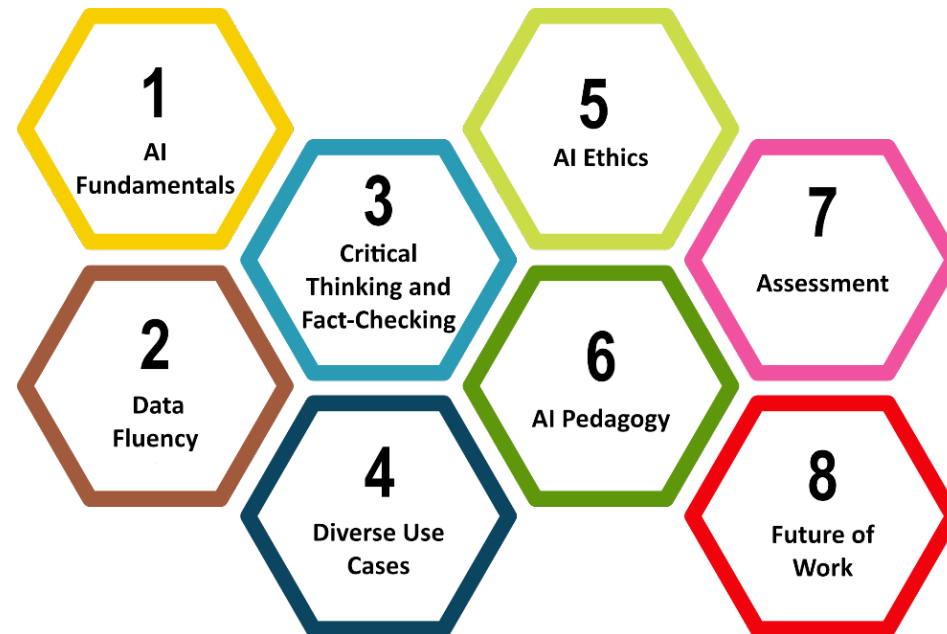 1
AI
Fundamentals
2
Data
Fluency
3
Critical
Thinking and
Fact-Checking
4
Diverse Use
Cases
5
AI Ethics
6
AI Pedagogy
7
Assessment
8
Future of
Work